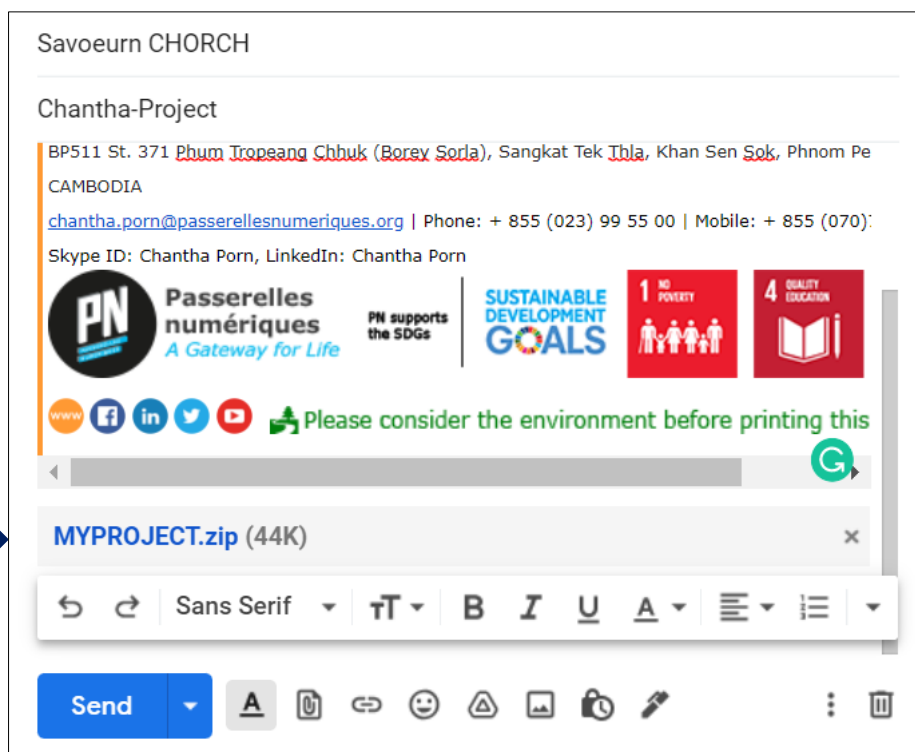 Savoeurn CHORCH
Chantha-Project
BP511 St. 371 Phum Tropeang Chhuk (Borey Sorla), Sangkat Tek Thla, Khan Sen Sok, Phnom Pe
CAMBODIA
chantha.porn@passerellesnumeriques.org | Phone: + 855 (023) 99 55 00 | Mobile: + 855 (070)
Skype ID: Chantha Porn, LinkedIn: Chantha Porn
PN
Passerelles
numériques
A Gateway for Life
PN supports
the SDGs
SUSTAINABLE
DEVELOPMENT
GOALS
1 NO
POVERTY
4 QUALITY
EDUCATION
www
in
Please consider the environment before printing this
MYPROJECT.zip (44K)
Sans Serif
Send